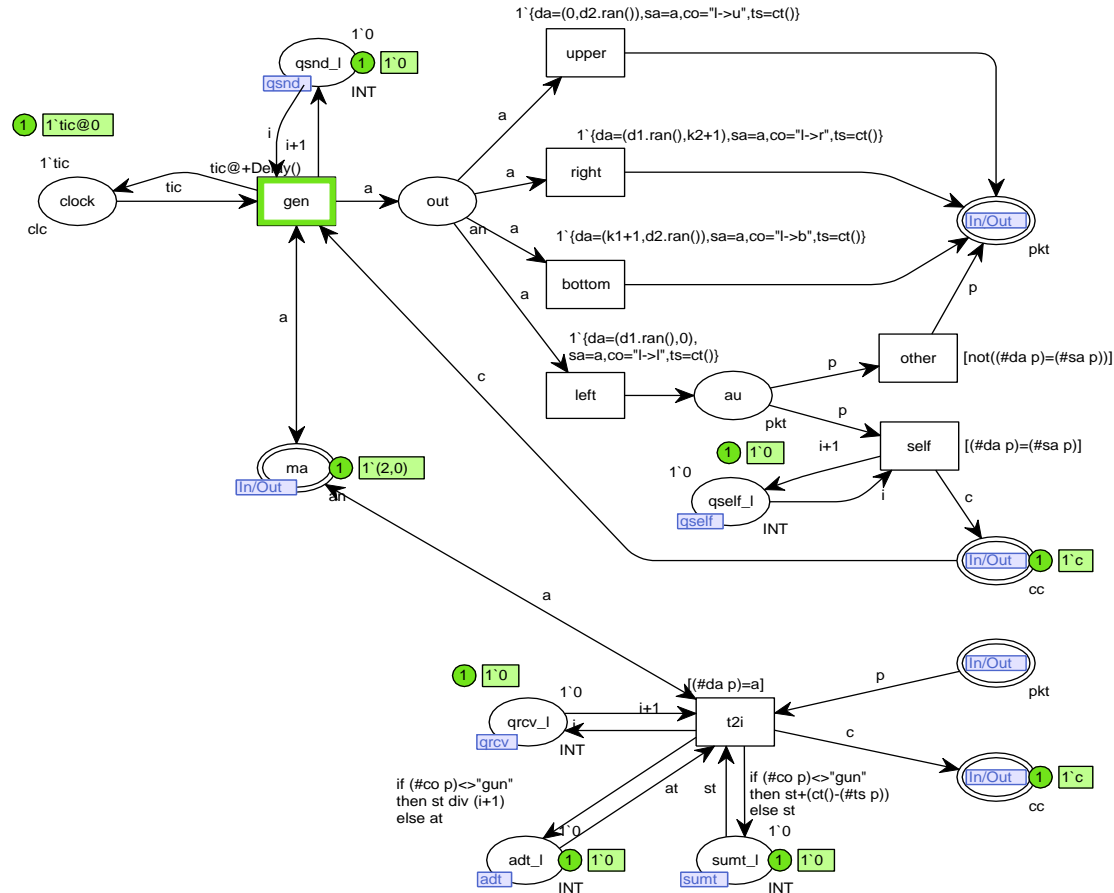 1`{da=(0,d2.ran()),sa=a,co="l->u",ts=ct()}
upper
1`0
qsnd_l
1
1`0
qsnd
INT
1
1`tic@0
i
i+1
a
1`{da=(d1.ran(),k2+1),sa=a,co="l->r",ts=ct()}
1`tic
tic@+Delay()
clock
tic
gen
a
out
a
right
clc
an
a
1`{da=(k1+1,d2.ran()),sa=a,co="l->b",ts=ct()}
bottom
In/Out
pkt
a
a
p
1`{da=(d1.ran(),0),
sa=a,co="l->l",ts=ct()}
other
[not((#da p)=(#sa p))]
c
left
au
p
pkt
p
self
[(#da p)=(#sa p)]
i+1
1
1`0
1`0
qself_l
i
qself
INT
c
ma
1
1`(2,0)
In/Out
an
In/Out
1
1`c
cc
a
1
1`0
[(#da p)=a]
p
In/Out
pkt
1`0
i+1
qrcv_l
i
t2i
qrcv
INT
c
In/Out
1
1`c
cc
if (#co p)<>"gun"
then st div (i+1)
else at
at
st
if (#co p)<>"gun"
then st+(ct()-(#ts p))
else st
1`0
adt_l
1
1`0
adt
INT
1`0
sumt_l
1
1`0
sumt
INT